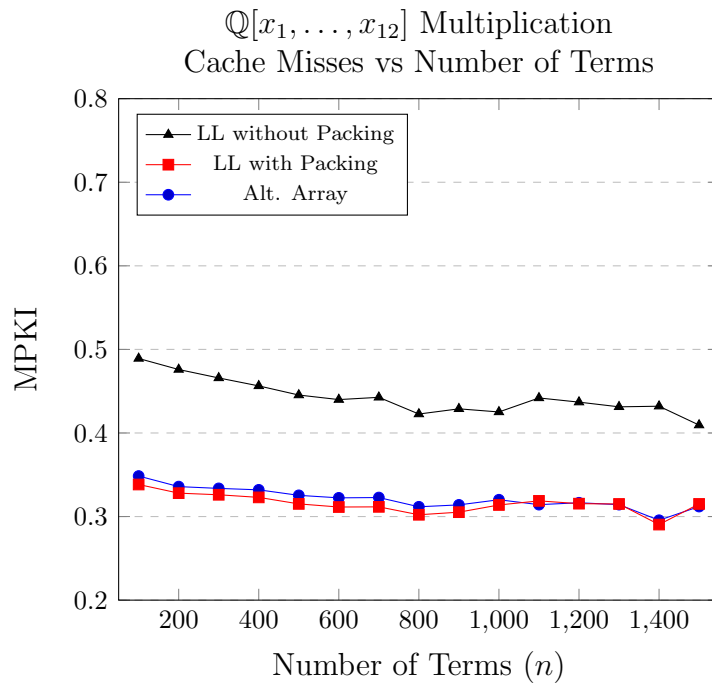 ℚ[x₁, . . . , x₁₂] Multiplication
Cache Misses vs Number of Terms
0.8
0.7
0.6
0.5
0.4
0.3
0.2
MPKI
LL without Packing
LL with Packing
Alt. Array
200 400 600 800 1,000 1,200 1,400
Number of Terms (n)